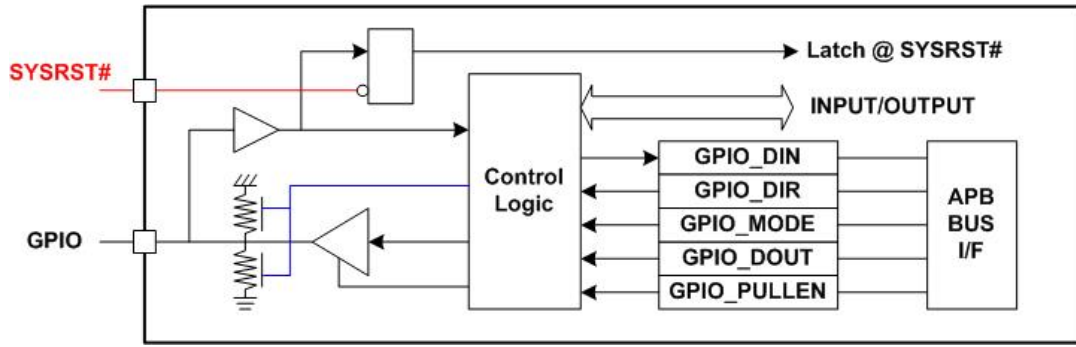 Latch @ SYSRST#
SYSRST#
INPUT/OUTPUT
Control
Logic
GPIO_DIN
GPIO_DIR
GPIO_MODE
GPIO_DOUT
GPIO_PULLEN
APB
BUS
I/F
GPIO